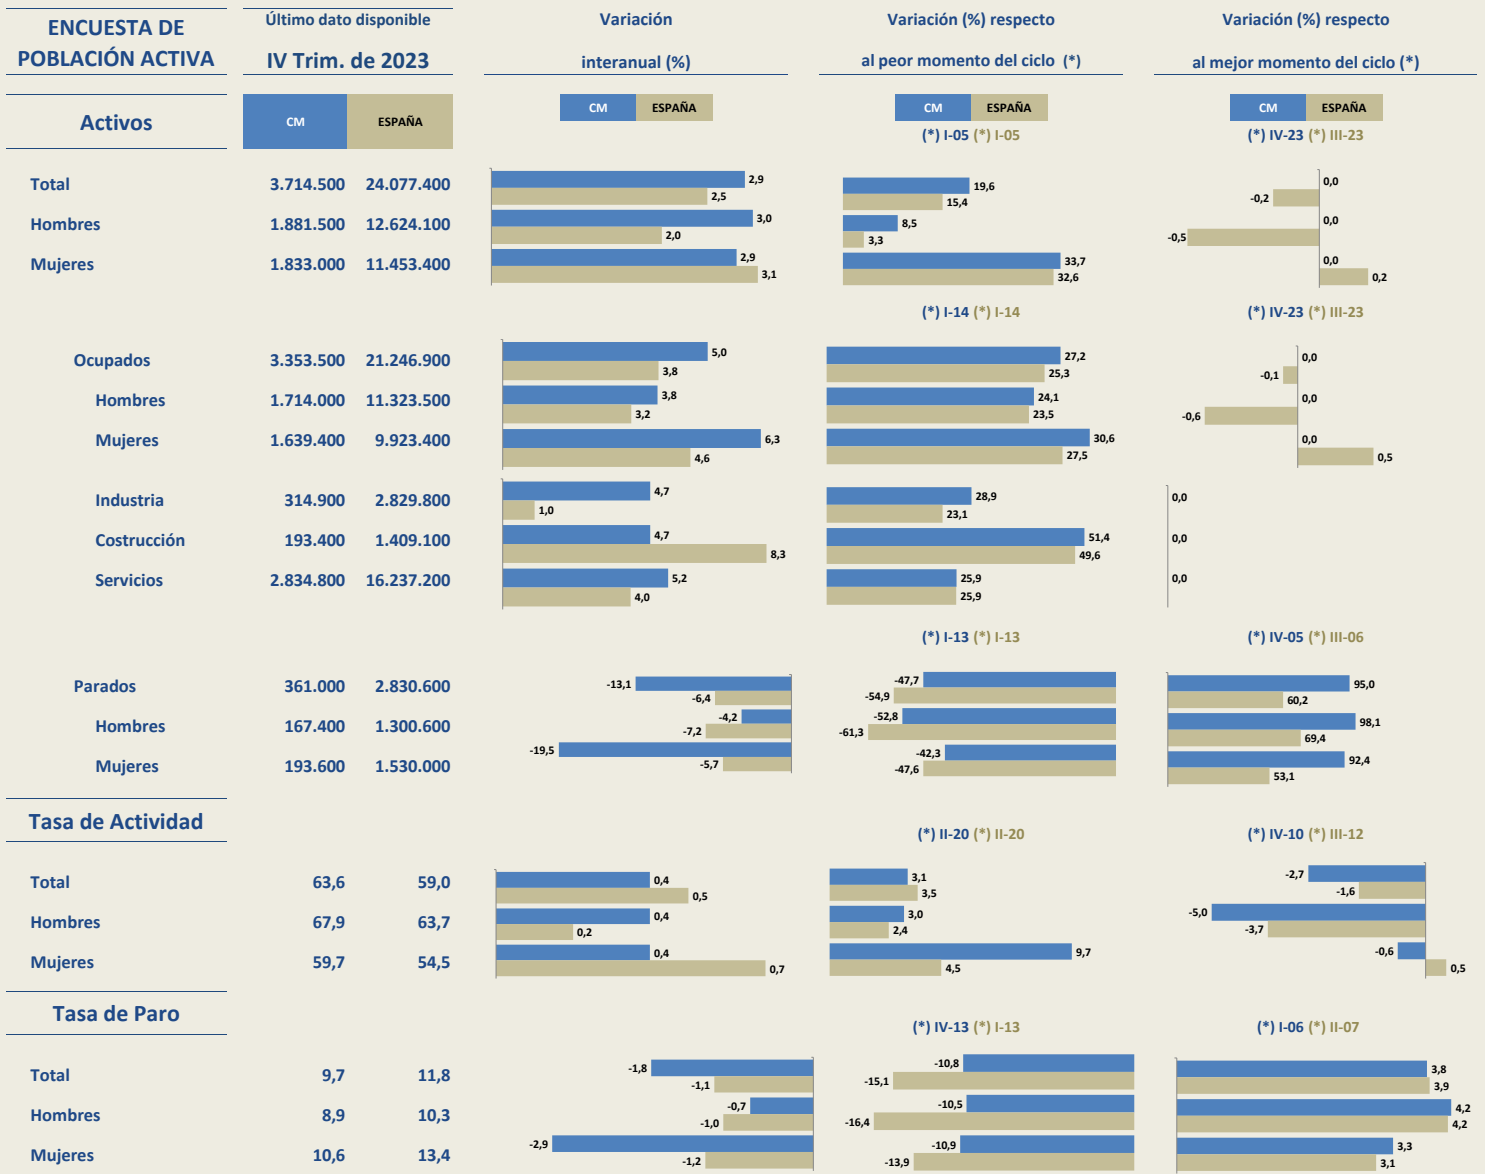 ENCUESTA DE
POBLACIÓN ACTIVA
Último dato disponible
IV Trim. de 2023
Variación
interanual (%)
Variación (%) respecto
al peor momento del ciclo (*)
Variación (%) respecto
al mejor momento del ciclo (*)
Activos
CM ESPAÑA
CM ESPAÑA
CM ESPAÑA
CM ESPAÑA
(*) I-05 (*) I-05
(*) IV-23 (*) III-23
Total 3.714.500 24.077.400
2,9
2,5
19,6
15,4
0,0
-0,2
Hombres 1.881.500 12.624.100
3,0
2,0
8,5
3,3
0,0
-0,5
Mujeres 1.833.000 11.453.400
2,9
3,1
33,7
32,6
0,0
0,2
(*) I-14 (*) I-14
(*) IV-23 (*) III-23
Ocupados 3.353.500 21.246.900
5,0
3,8
27,2
25,3
0,0
-0,1
Hombres 1.714.000 11.323.500
3,8
3,2
24,1
23,5
0,0
-0,6
Mujeres 1.639.400 9.923.400
6,3
4,6
30,6
27,5
0,0
0,5
Industria 314.900 2.829.800
4,7
1,0
28,9
23,1
0,0
Costrucción 193.400 1.409.100
4,7
8,3
51,4
49,6
0,0
Servicios 2.834.800 16.237.200
5,2
4,0
25,9
25,9
0,0
(*) I-13 (*) I-13
(*) IV-05 (*) III-06
Parados 361.000 2.830.600
-13,1
-6,4
-47,7
-54,9
95,0
60,2
Hombres 167.400 1.300.600
-4,2
-7,2
-52,8
-61,3
98,1
69,4
Mujeres 193.600 1.530.000
-19,5
-5,7
-42,3
-47,6
92,4
53,1
Tasa de Actividad
(*) II-20 (*) II-20
(*) IV-10 (*) III-12
Total 63,6 59,0
0,4
0,5
3,1
3,5
-2,7
-1,6
Hombres 67,9 63,7
0,4
0,2
3,0
2,4
-5,0
-3,7
Mujeres 59,7 54,5
0,4
0,7
9,7
4,5
-0,6
0,5
Tasa de Paro
(*) IV-13 (*) I-13
(*) I-06 (*) II-07
Total 9,7 11,8
-1,8
-1,1
-10,8
-15,1
3,8
3,9
Hombres 8,9 10,3
-0,7
-1,0
-10,5
-16,4
4,2
4,2
Mujeres 10,6 13,4
-2,9
-1,2
-10,9
-13,9
3,3
3,1